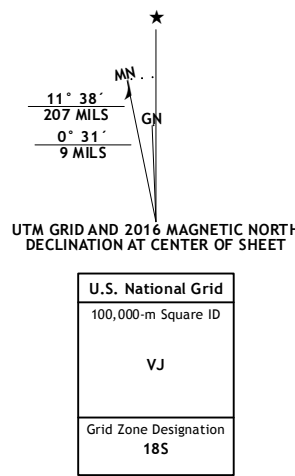 ★
MN
GN
11° 38´
207 MILS
0° 31´
9 MILS
UTM GRID AND 2016 MAGNETIC NORTH
DECLINATION AT CENTER OF SHEET
U.S. National Grid
100,000-m Square ID
VJ
Grid Zone Designation
18S